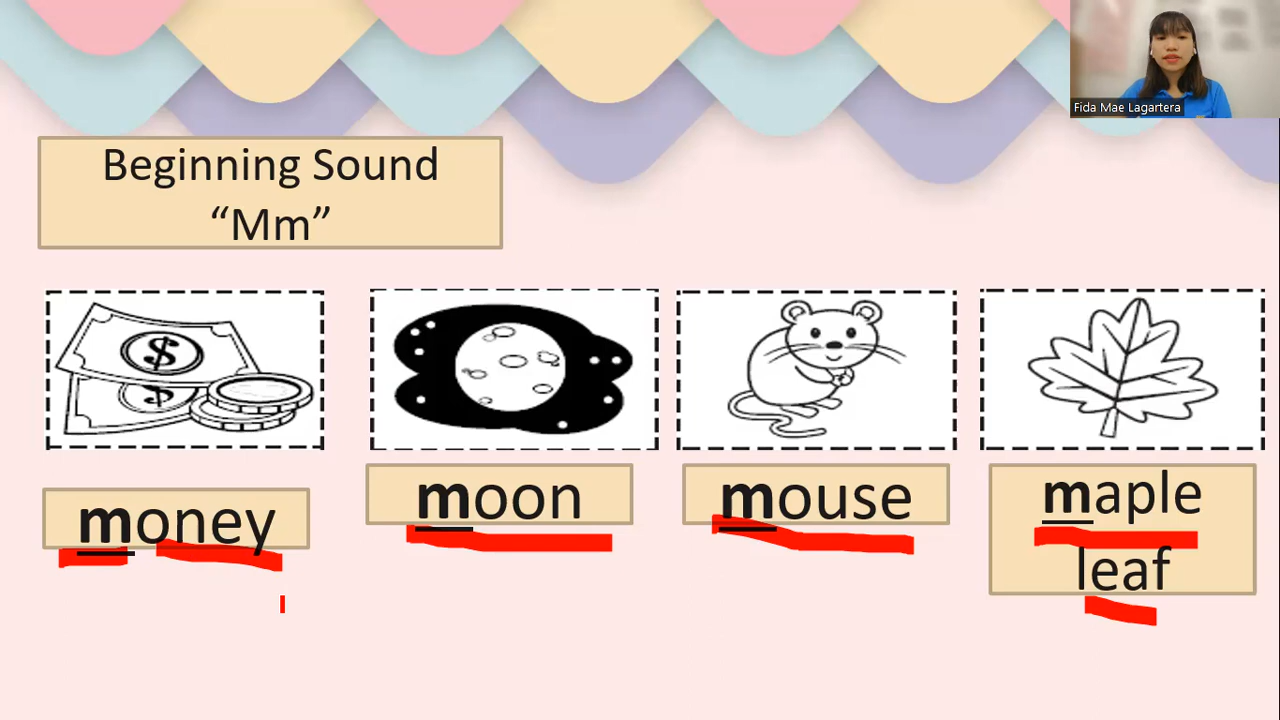 Fida Mae Lagartera
Beginning Sound
“Mm”
$
$
money
moon
mouse
maple
leaf